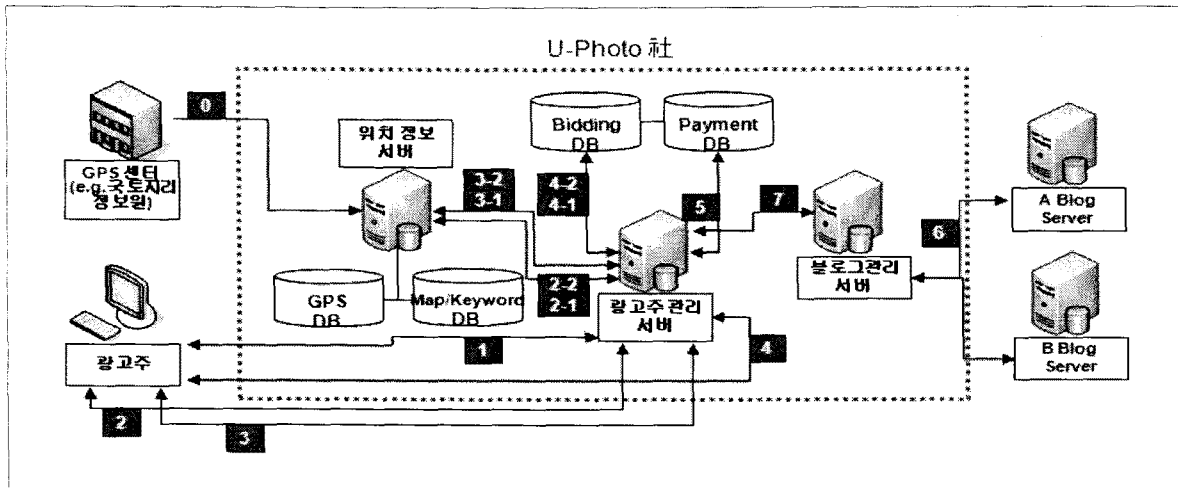 U-Photo 社
0
GPS 센터
(e.g.국토지리
정보원)
위치 정보
서버
Bidding
DB
Payment
DB
3-2
3-1
4-2
4-1
5
7
6
A Blog
Server
블로그관리
서버
GPS
DB
Map/Keyword
DB
2-2
2-1
광고주관리
서버
B Blog
Server
광고주
1
4
2
3